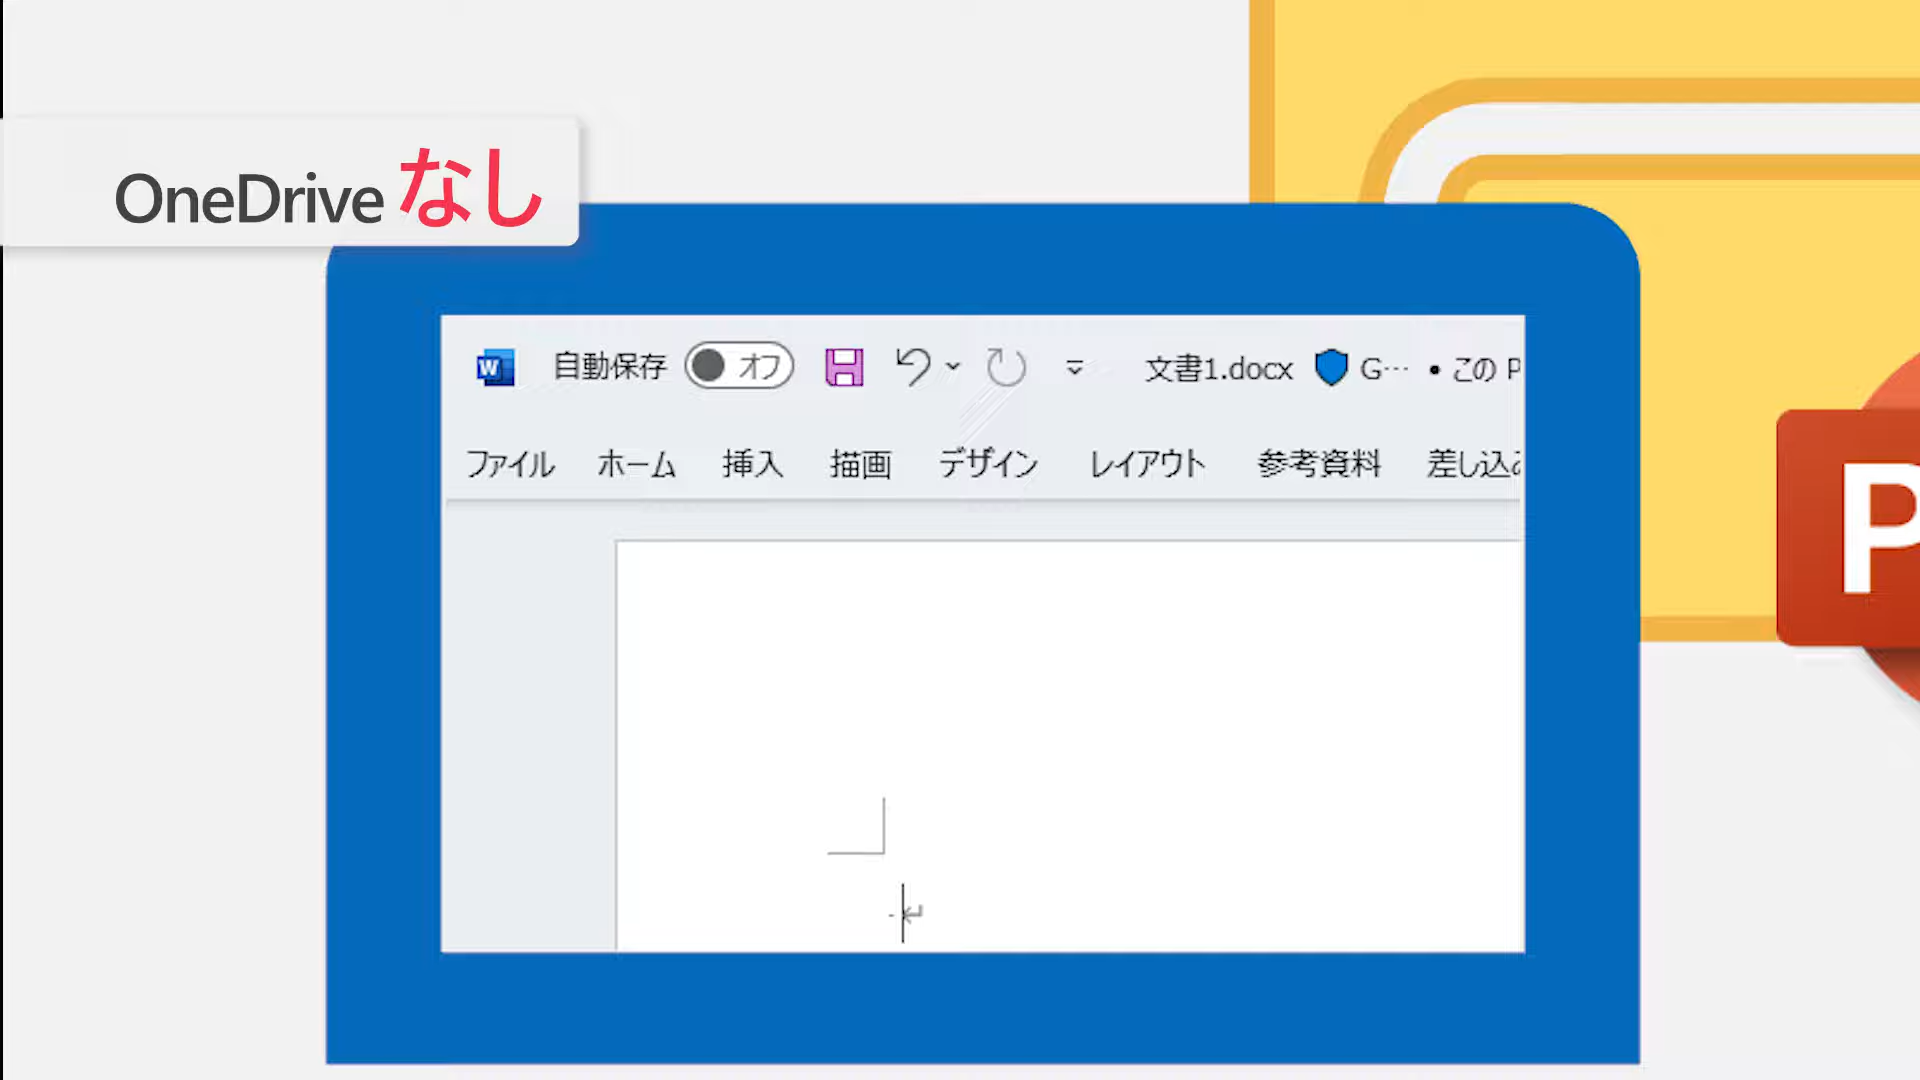 OneDrive なし
W 自動保存 オフ 文書1.docx G… • この P
ファイル ホーム 挿入 描画 デザイン レイアウト 参考資料 差し込み
P